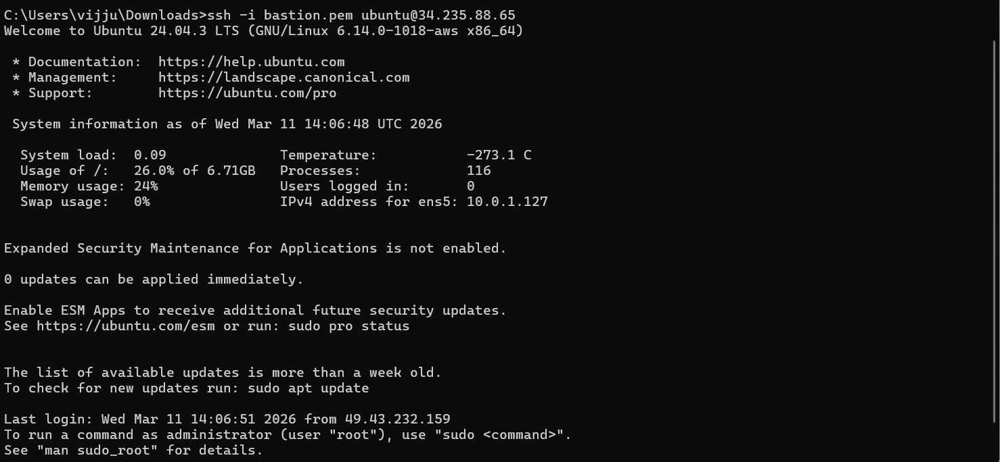 C:\Users\vijju\Downloads>ssh -i bastion.pem ubuntu@34.235.88.65
Welcome to Ubuntu 24.04.3 LTS (GNU/Linux 6.14.0-1018-aws x86_64)

 * Documentation:  https://help.ubuntu.com
 * Management:     https://landscape.canonical.com
 * Support:        https://ubuntu.com/pro

 System information as of Wed Mar 11 14:06:48 UTC 2026

  System load:  0.09              Temperature:           -273.1 C
  Usage of /:   26.0% of 6.71GB   Processes:             116
  Memory usage: 24%               Users logged in:       0
  Swap usage:   0%                IPv4 address for ens5: 10.0.1.127


Expanded Security Maintenance for Applications is not enabled.

0 updates can be applied immediately.

Enable ESM Apps to receive additional future security updates.
See https://ubuntu.com/esm or run: sudo pro status


The list of available updates is more than a week old.
To check for new updates run: sudo apt update

Last login: Wed Mar 11 14:06:51 2026 from 49.43.232.159
To run a command as administrator (user "root"), use "sudo <command>".
See "man sudo_root" for details.